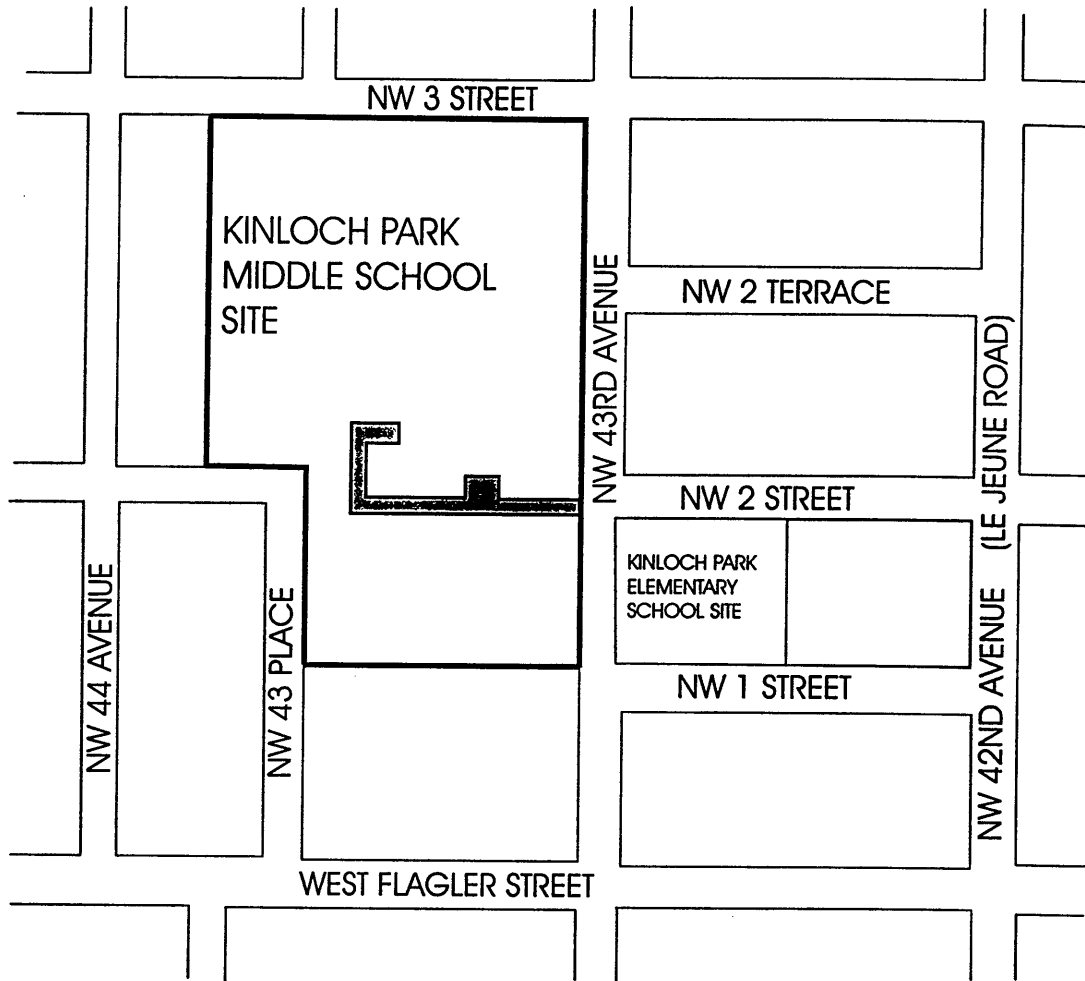 NW 3 STREET
KINLOCH PARK
MIDDLE SCHOOL
SITE
NW 2 TERRACE
NW 43RD AVENUE
(LE JEUNE ROAD)
NW 2 STREET
KINLOCH PARK
ELEMENTARY
SCHOOL SITE
NW 44 AVENUE
NW 43 PLACE
NW 1 STREET
NW 42ND AVENUE
WEST FLAGLER STREET